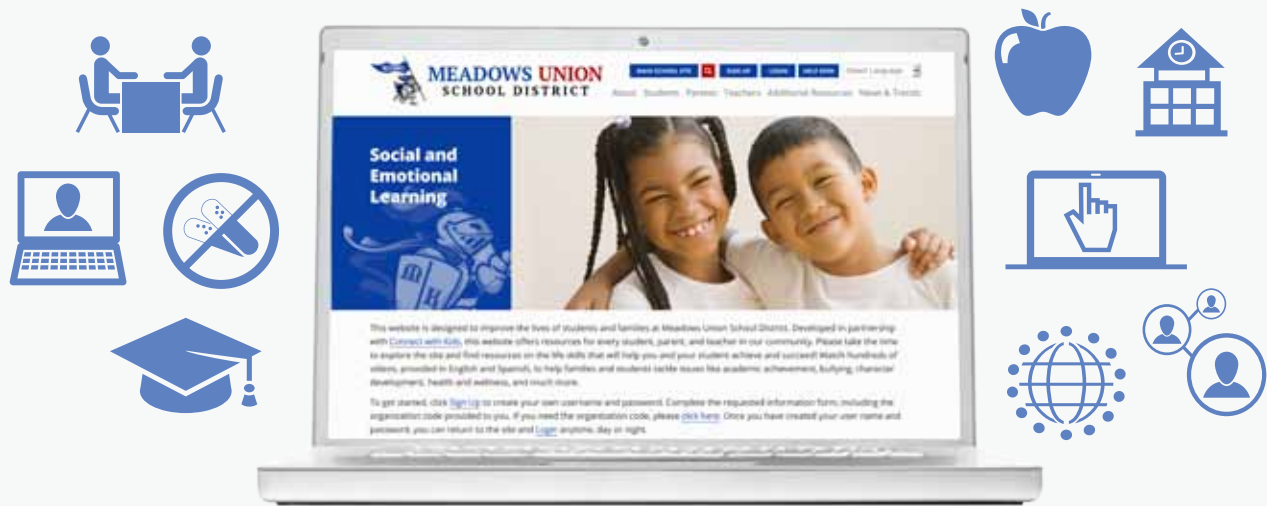 MEADOWS UNION
SCHOOL DISTRICT
MAIN SCHOOL SITE SIGN UP LOGIN HELP DESK Select Language
About Students Parents Teachers Additional Resources News & Trends
Social and
Emotional
Learning
M
This website is designed to improve the lives of students and families at Meadows Union School District. Developed in partnership
with Connect with Kids, this website offers resources for every student, parent, and teacher in our community. Please take the time
to explore the site and find resources on the life skills that will help you and your student achieve and succeed! Watch hundreds of
videos, provided in English and Spanish, to help families and students tackle issues like academic achievement, bullying, character
development, health and wellness, and much more.
To get started, click Sign Up to create your own username and password. Complete the requested information form, including the
organization code provided to you. If you need the organization code, please click here. Once you have created your user name and
password, you can return to the site and Login anytime, day or night.